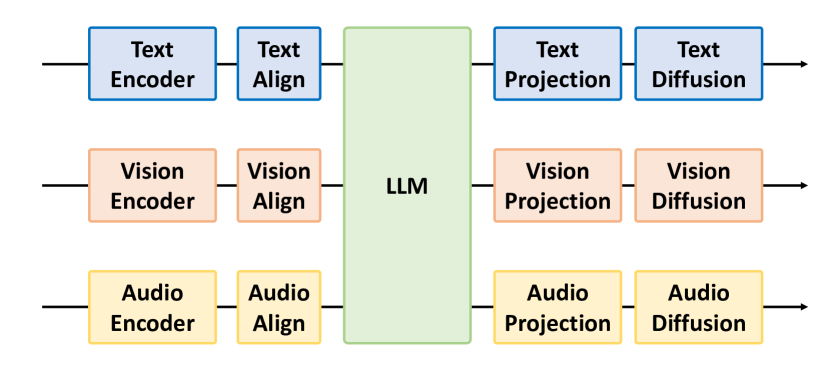 Text
Encoder
Text
Align
Text
Projection
Text
Diffusion
Vision
Encoder
Vision
Align
LLM
Vision
Projection
Vision
Diffusion
Audio
Encoder
Audio
Align
Audio
Projection
Audio
Diffusion